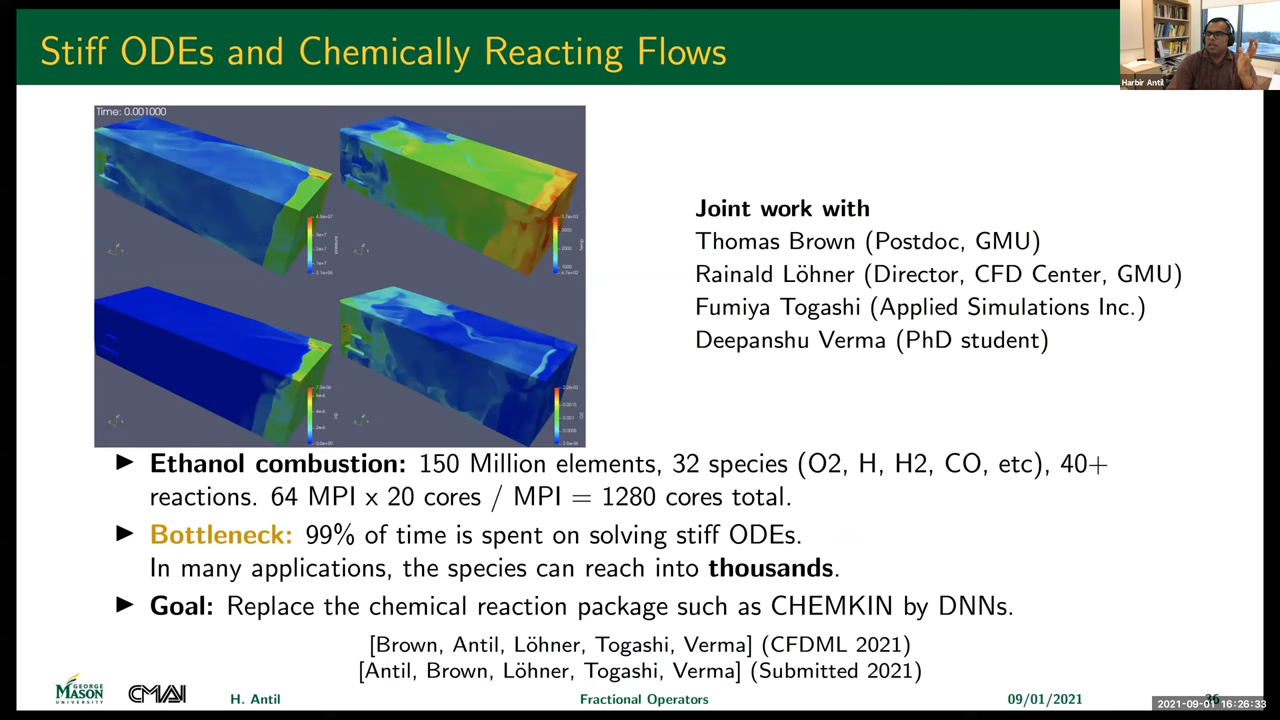 Stiff ODEs and Chemically Reacting Flows
Harbir Antil
Time: 0.001000
Joint work with
Thomas Brown (Postdoc, GMU)
Rainald Löhner (Director, CFD Center, GMU)
Fumiya Togashi (Applied Simulations Inc.)
Deepanshu Verma (PhD student)
▶ Ethanol combustion: 150 Million elements, 32 species (O2, H, H2, CO, etc), 40+
reactions. 64 MPI x 20 cores / MPI = 1280 cores total.
▶ Bottleneck: 99% of time is spent on solving stiff ODEs.
In many applications, the species can reach into thousands.
▶ Goal: Replace the chemical reaction package such as CHEMKIN by DNNs.
[Brown, Antil, Löhner, Togashi, Verma] (CFDML 2021)
[Antil, Brown, Löhner, Togashi, Verma] (Submitted 2021)
GEORGE
MASON
UNIVERSITY
CMAI
H. Antil
Fractional Operators
09/01/2021
36
2021-09-01 16:26:33